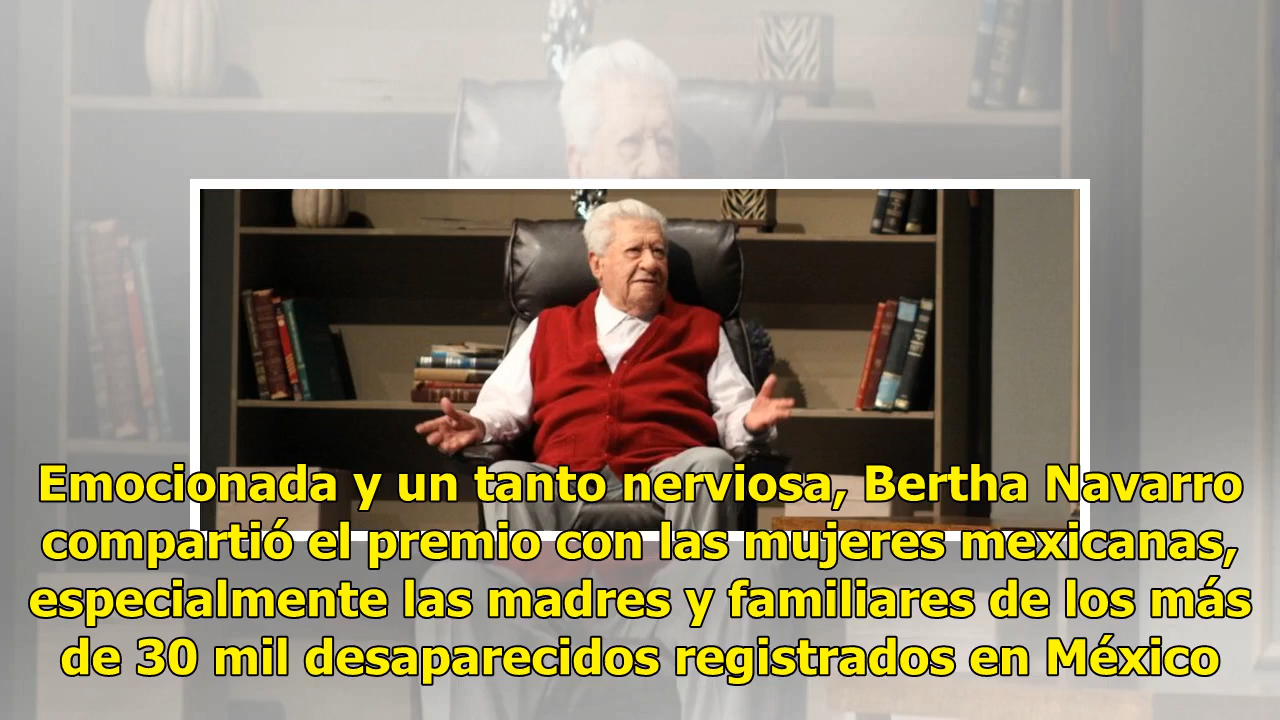 Emocionada y un tanto nerviosa, Bertha Navarro
compartió el premio con las mujeres mexicanas,
especialmente las madres y familiares de los más
de 30 mil desaparecidos registrados en México